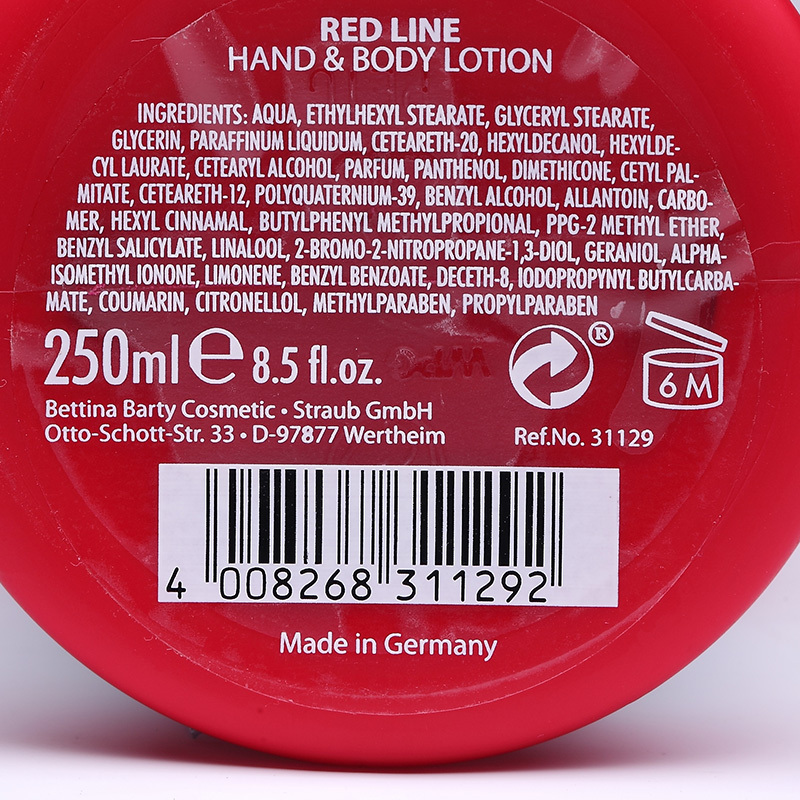 RED LINE
HAND & BODY LOTION
INGREDIENTS: AQUA, ETHYLHEXYL STEARATE, GLYCERYL STEARATE,
GLYCERIN, PARAFFINUM LIQUIDUM, CETEARETH-20, HEXYLDECANOL, HEXYLDE-
CYL LAURATE, CETEARYL ALCOHOL, PARFUM, PANTHENOL, DIMETHICONE, CETYL PAL-
MITATE, CETEARETH-12, POLYQUATERNIUM-39, BENZYL ALCOHOL, ALLANTOIN, CARBO-
MER, HEXYL CINNAMAL, BUTYLPHENYL METHYLPROPIONAL, PPG-2 METHYL ETHER,
BENZYL SALICYLATE, LINALOOL, 2-BROMO-2-NITROPROPANE-1,3-DIOL, GERANIOL, ALPHA-
ISOMETHYL IONONE, LIMONENE, BENZYL BENZOATE, DECETH-8, IODOPROPYNYL BUTYLCARBA-
MATE, COUMARIN, CITRONELLOL, METHYLPARABEN, PROPYLPARABEN
250ml e 8.5 fl.oz.
®
6 M
Bettina Barty Cosmetic • Straub GmbH
Otto-Schott-Str. 33 • D-97877 Wertheim
Ref.No. 31129
4 008268 311292
Made in Germany